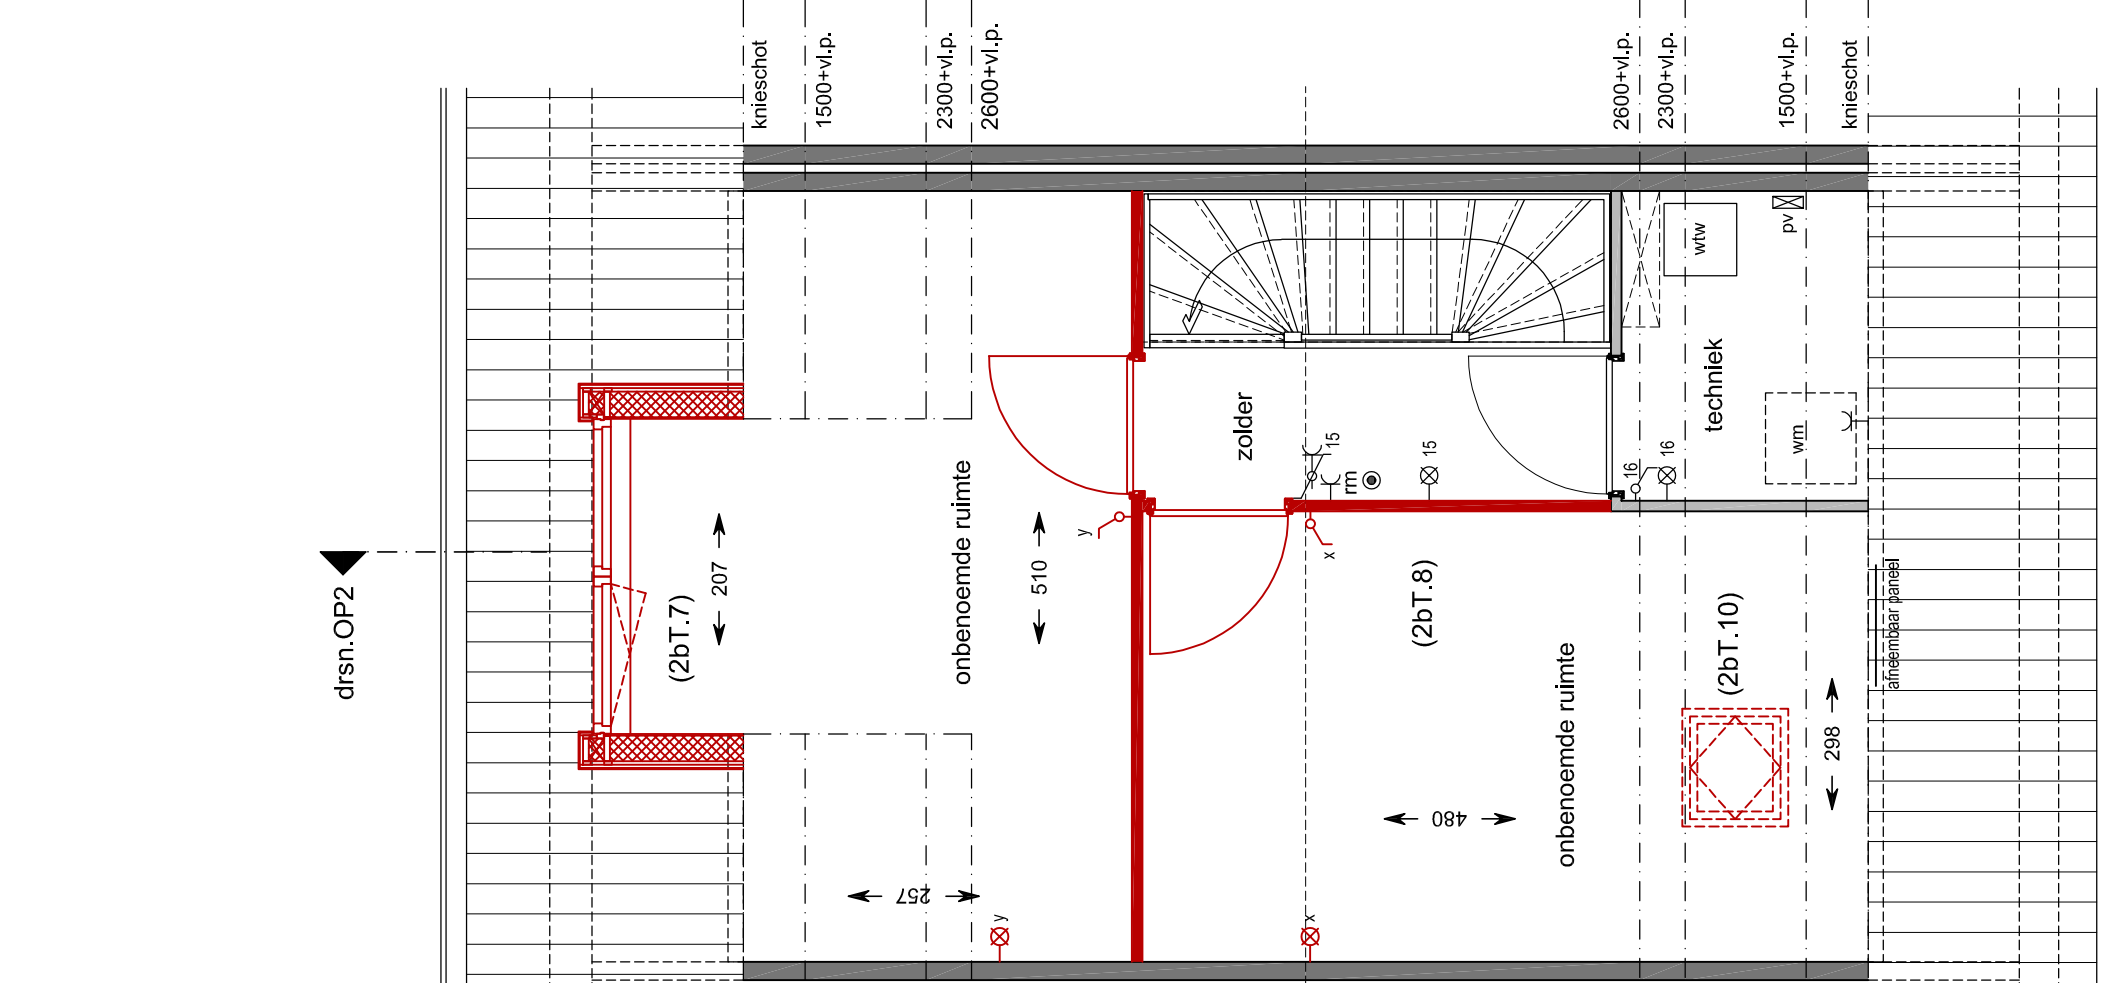 knieschot
1500+vl.p.
2300+vl.p.
2600+vl.p.
2600+vl.p.
2300+vl.p.
1500+vl.p.
knieschot
wtw
pv
techniek
wm
zolder
15
rm
15
16
16
drsn.OP2
(2bT.7)
207
onbenoemde ruimte
510
y
x
(2bT.8)
onbenoemde ruimte
(2bT.10)
afneembaar paneel
298
480
257
y
x